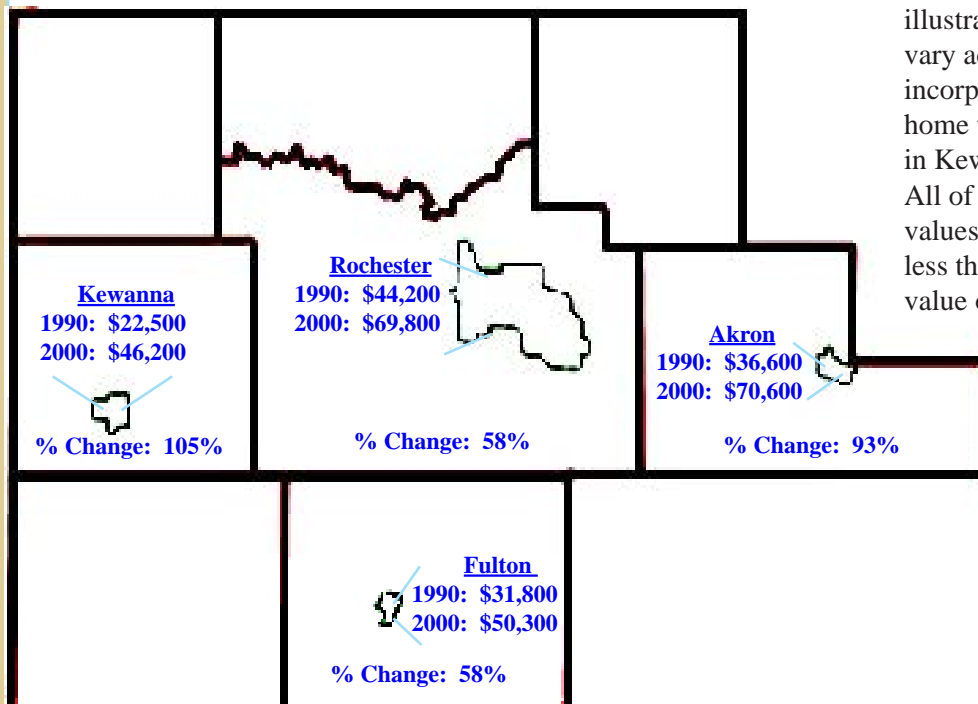 illustra
vary a
incorp
home
in Kew
All of
values
less th
value
Rochester
1990: $44,200
2000: $69,800
% Change: 58%
Kewanna
1990: $22,500
2000: $46,200
% Change: 105%
Akron
1990: $36,600
2000: $70,600
% Change: 93%
Fulton
1990: $31,800
2000: $50,300
% Change: 58%